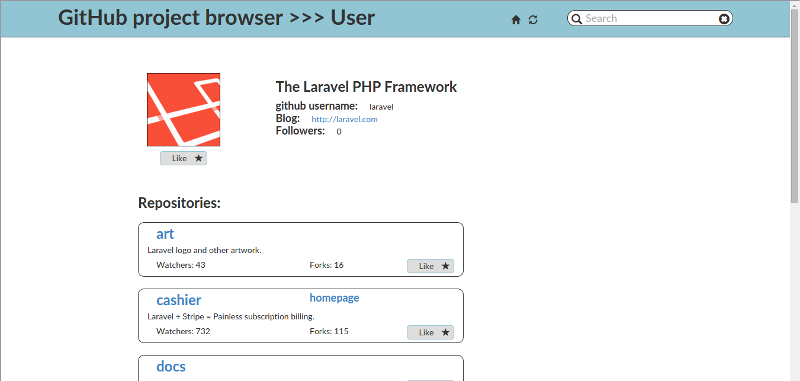 GitHub project browser >>> User
Search
The Laravel PHP Framework
github username: laravel
Blog: http://laravel.com
Followers: 0
Like
Repositories:
art
Laravel logo and other artwork.
Watchers: 43 Forks: 16 Like
cashier homepage
Laravel + Stripe = Painless subscription billing.
Watchers: 732 Forks: 115 Like
docs